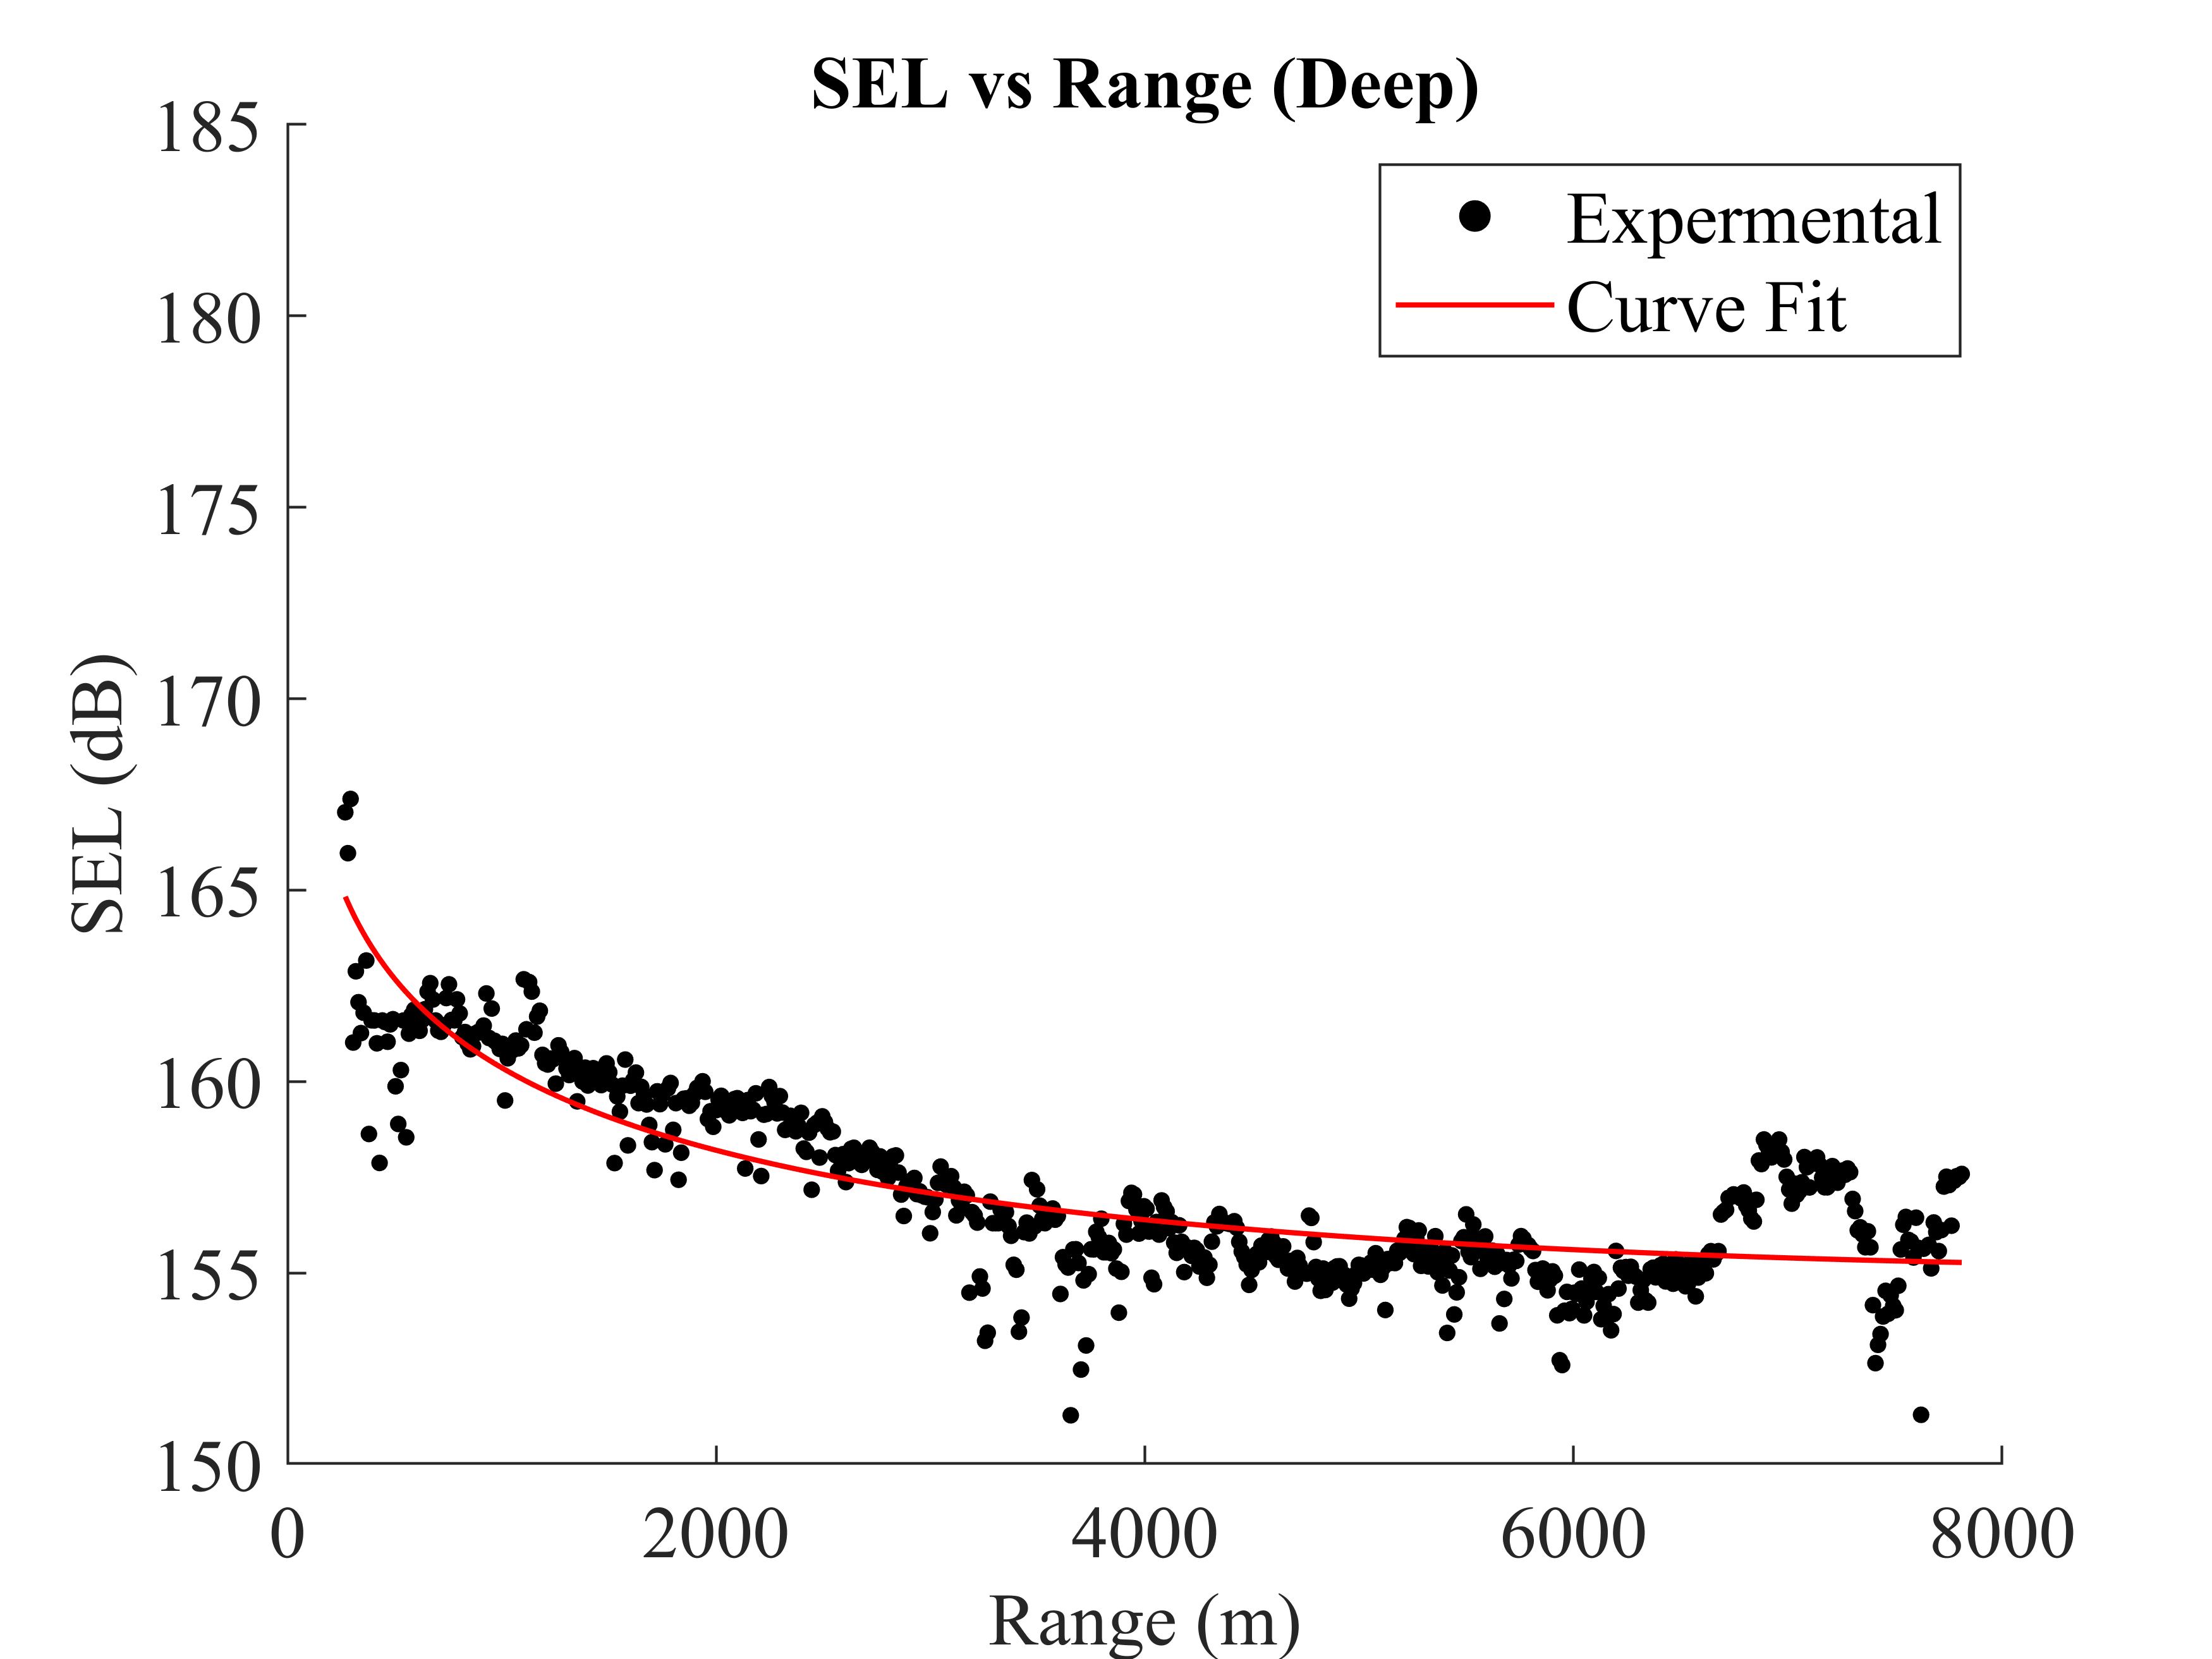 SEL vs Range (Deep)
185
180
175
170
165
160
155
150
SEL (dB)
Expermental
Curve Fit
0 2000 4000 6000 8000
Range (m)